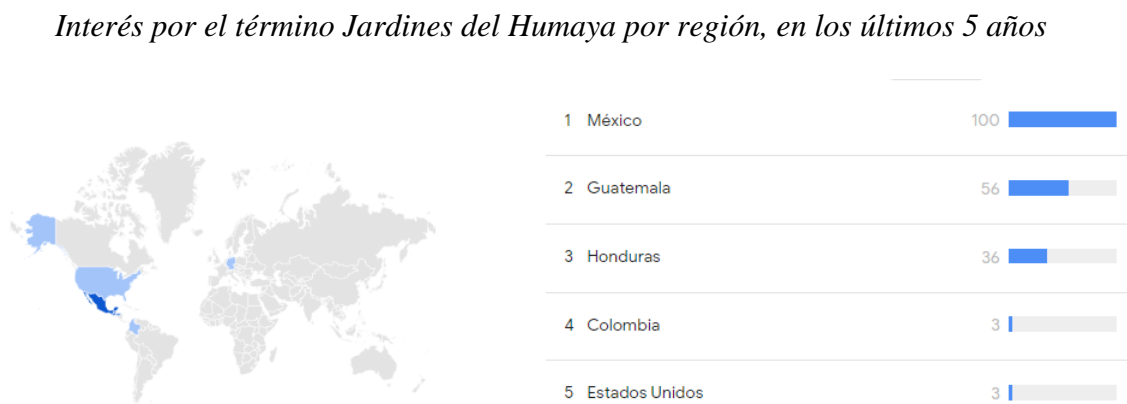 Interés por el término Jardines del Humaya por región, en los últimos 5 años
1 México 100
2 Guatemala 56
3 Honduras 36
4 Colombia 3
5 Estados Unidos 3